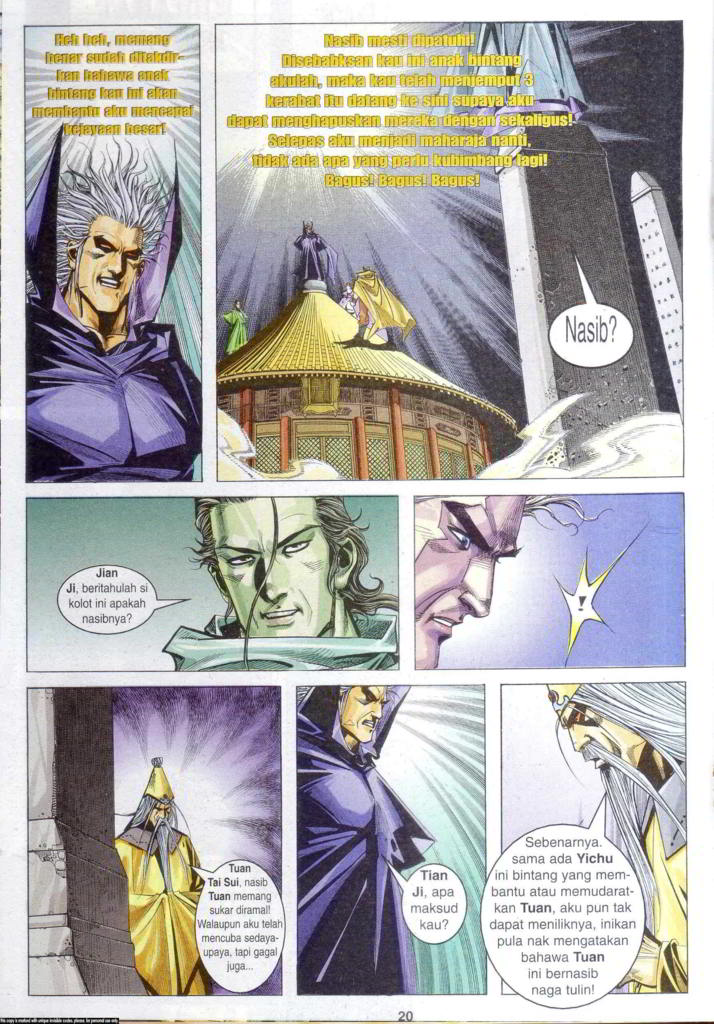 Heh heh, memang
benar sudah ditakdir-
kan bahawa anak
bintang kau ini akan
membantu aku mencapai
kejayaan besar!
Nasib mesti dipatuhi!
Disebabksan kau ini anak bintang
akulah, maka kau telah menjemput 3
kerabat itu datang ke sini supaya aku
dapat menghapuskan mereka dengan sekaligus!
Selepas aku menjadi maharaja nanti,
tidak ada apa yang perlu kubimbang lagi!
Bagus! Bagus! Bagus!
Nasib?
Jian
Ji, beritahulah si
kolot ini apakah
nasibnya?
!
Tuan
Tai Sui, nasib
Tuan memang
sukar diramal!
Walaupun aku telah
mencuba sedaya-
upaya, tapi gagal
juga...
Tian
Ji, apa
maksud
kau?
Sebenarnya.
sama ada Yichu
ini bintang yang mem-
bantu atau memudarat-
kan Tuan, aku pun tak
dapat meniliknya, inikan
pula nak mengatakan
bahawa Tuan
ini bernasib
naga tulin!
20